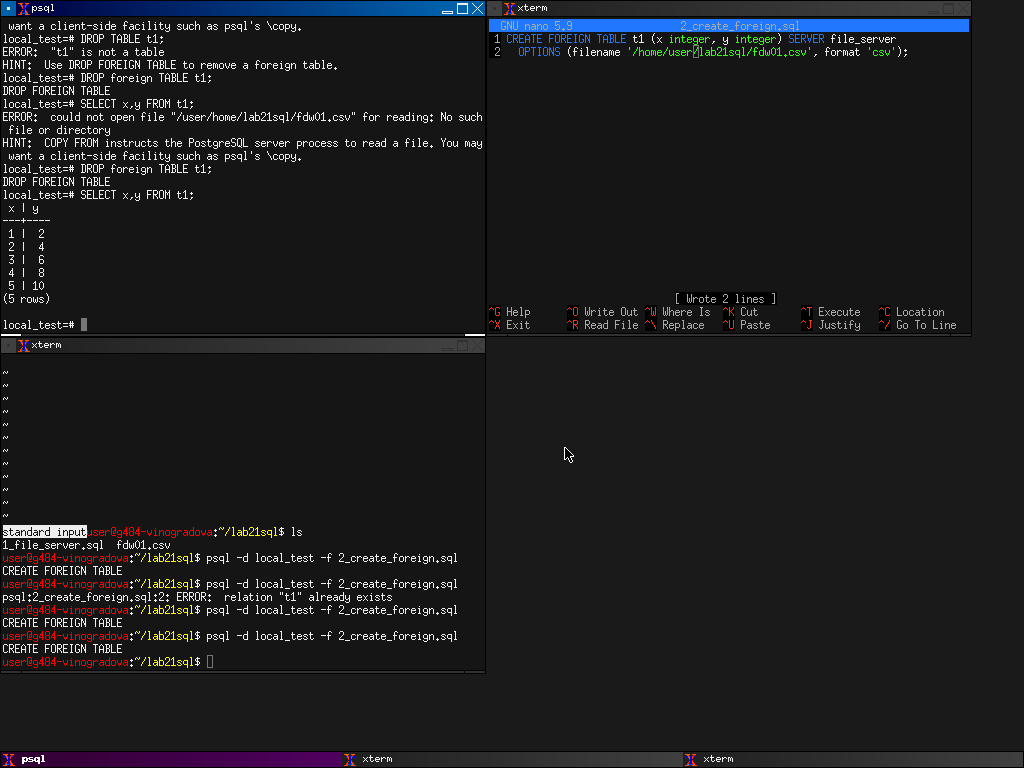 psql
want a client-side facility such as psql's \copy.
local_test=# DROP TABLE t1;
ERROR:  "t1" is not a table
HINT:  Use DROP FOREIGN TABLE to remove a foreign table.
local_test=# DROP foreign TABLE t1;
DROP FOREIGN TABLE
local_test=# SELECT x,y FROM t1;
ERROR:  could not open file "/user/home/lab21sql/fdw01.csv" for reading: No such
file or directory
HINT:  COPY FROM instructs the PostgreSQL server process to read a file. You may
want a client-side facility such as psql's \copy.
local_test=# DROP foreign TABLE t1;
DROP FOREIGN TABLE
local_test=# SELECT x,y FROM t1;
x | y
---+----
1 |  2
2 |  4
3 |  6
4 |  8
5 | 10
(5 rows)
local_test=#
xterm
GNU nano 5.9 2_create_foreign.sql
1 CREATE FOREIGN TABLE t1 (x integer, y integer) SERVER file_server
2   OPTIONS (filename '/home/user/lab21sql/fdw01.csv', format 'csv');
[ Wrote 2 lines ]
^G Help ^O Write Out ^W Where Is ^K Cut ^T Execute ^C Location
^X Exit ^R Read File ^\ Replace ^U Paste ^J Justify ^/ Go To Line
xterm
~
~
~
~
~
~
~
~
~
~
~
~
standard input user@g484-vinogradova:~/lab21sql$ ls
1_file_server.sql  fdw01.csv
user@g484-vinogradova:~/lab21sql$ psql -d local_test -f 2_create_foreign.sql
CREATE FOREIGN TABLE
user@g484-vinogradova:~/lab21sql$ psql -d local_test -f 2_create_foreign.sql
psql:2_create_foreign.sql:2: ERROR:  relation "t1" already exists
user@g484-vinogradova:~/lab21sql$ psql -d local_test -f 2_create_foreign.sql
CREATE FOREIGN TABLE
user@g484-vinogradova:~/lab21sql$ psql -d local_test -f 2_create_foreign.sql
CREATE FOREIGN TABLE
user@g484-vinogradova:~/lab21sql$
psql xterm xterm